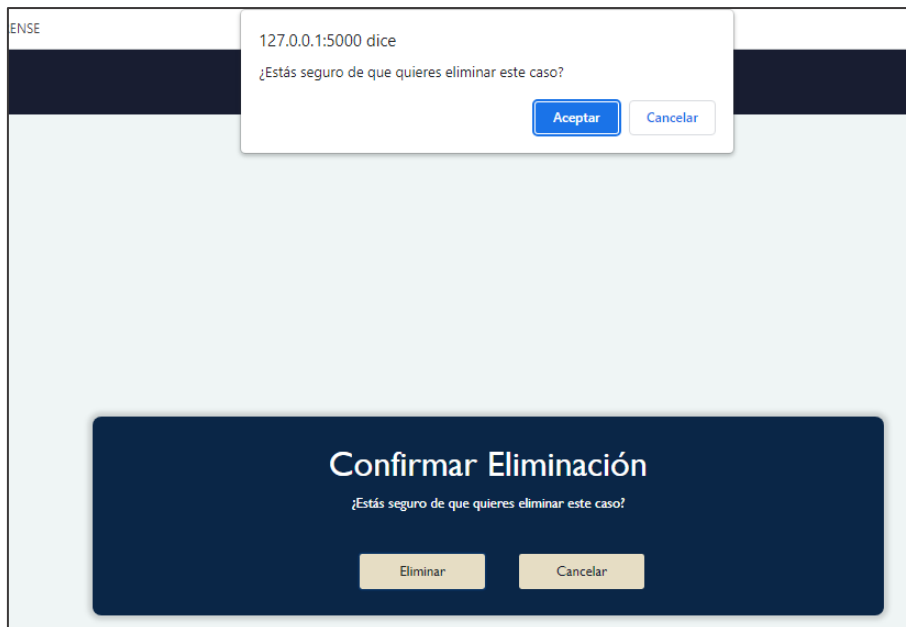 ENSE
127.0.0.1:5000 dice
¿Estás seguro de que quieres eliminar este caso?
Aceptar Cancelar
Confirmar Eliminación
¿Estás seguro de que quieres eliminar este caso?
Eliminar Cancelar